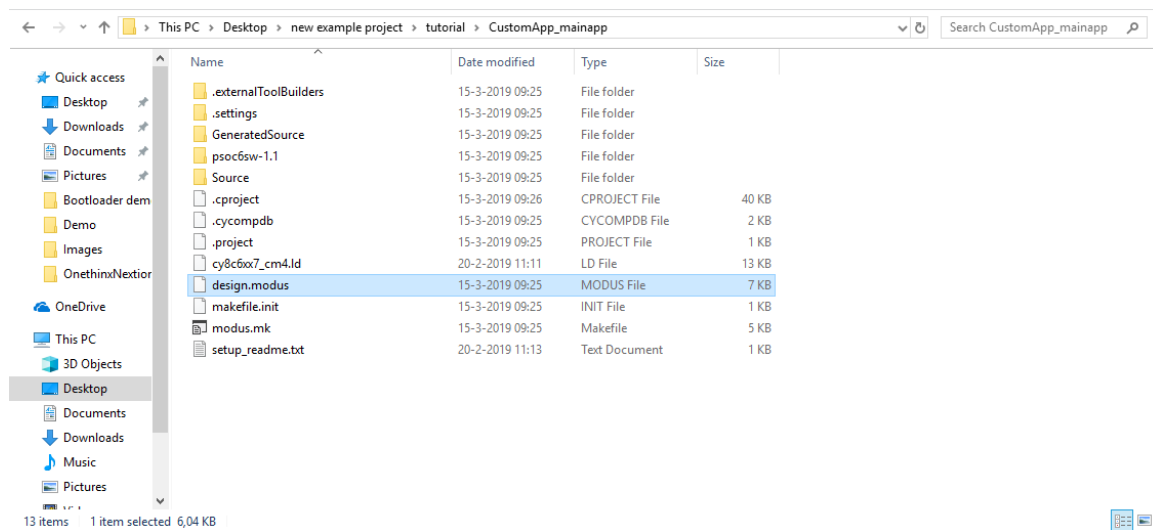 This PC > Desktop > new example project > tutorial > CustomApp_mainapp
Search CustomApp_mainapp
Quick access
Desktop
Downloads
Documents
Pictures
Bootloader dem
Demo
Images
OnethinxNextior
OneDrive
This PC
3D Objects
Desktop
Documents
Downloads
Music
Pictures
Name Date modified Type Size
.externalToolBuilders 15-3-2019 09:25 File folder
.settings 15-3-2019 09:25 File folder
GeneratedSource 15-3-2019 09:25 File folder
psoc6sw-1.1 15-3-2019 09:25 File folder
Source 15-3-2019 09:25 File folder
.cproject 15-3-2019 09:26 CPROJECT File 40 KB
.cycompdb 15-3-2019 09:25 CYCOMPDB File 2 KB
.project 15-3-2019 09:25 PROJECT File 1 KB
cy8c6xx7_cm4.ld 20-2-2019 11:11 LD File 13 KB
design.modus 15-3-2019 09:25 MODUS File 7 KB
makefile.init 15-3-2019 09:25 INIT File 1 KB
modus.mk 15-3-2019 09:25 Makefile 5 KB
setup_readme.txt 20-2-2019 11:13 Text Document 1 KB
13 items 1 item selected 6,04 KB